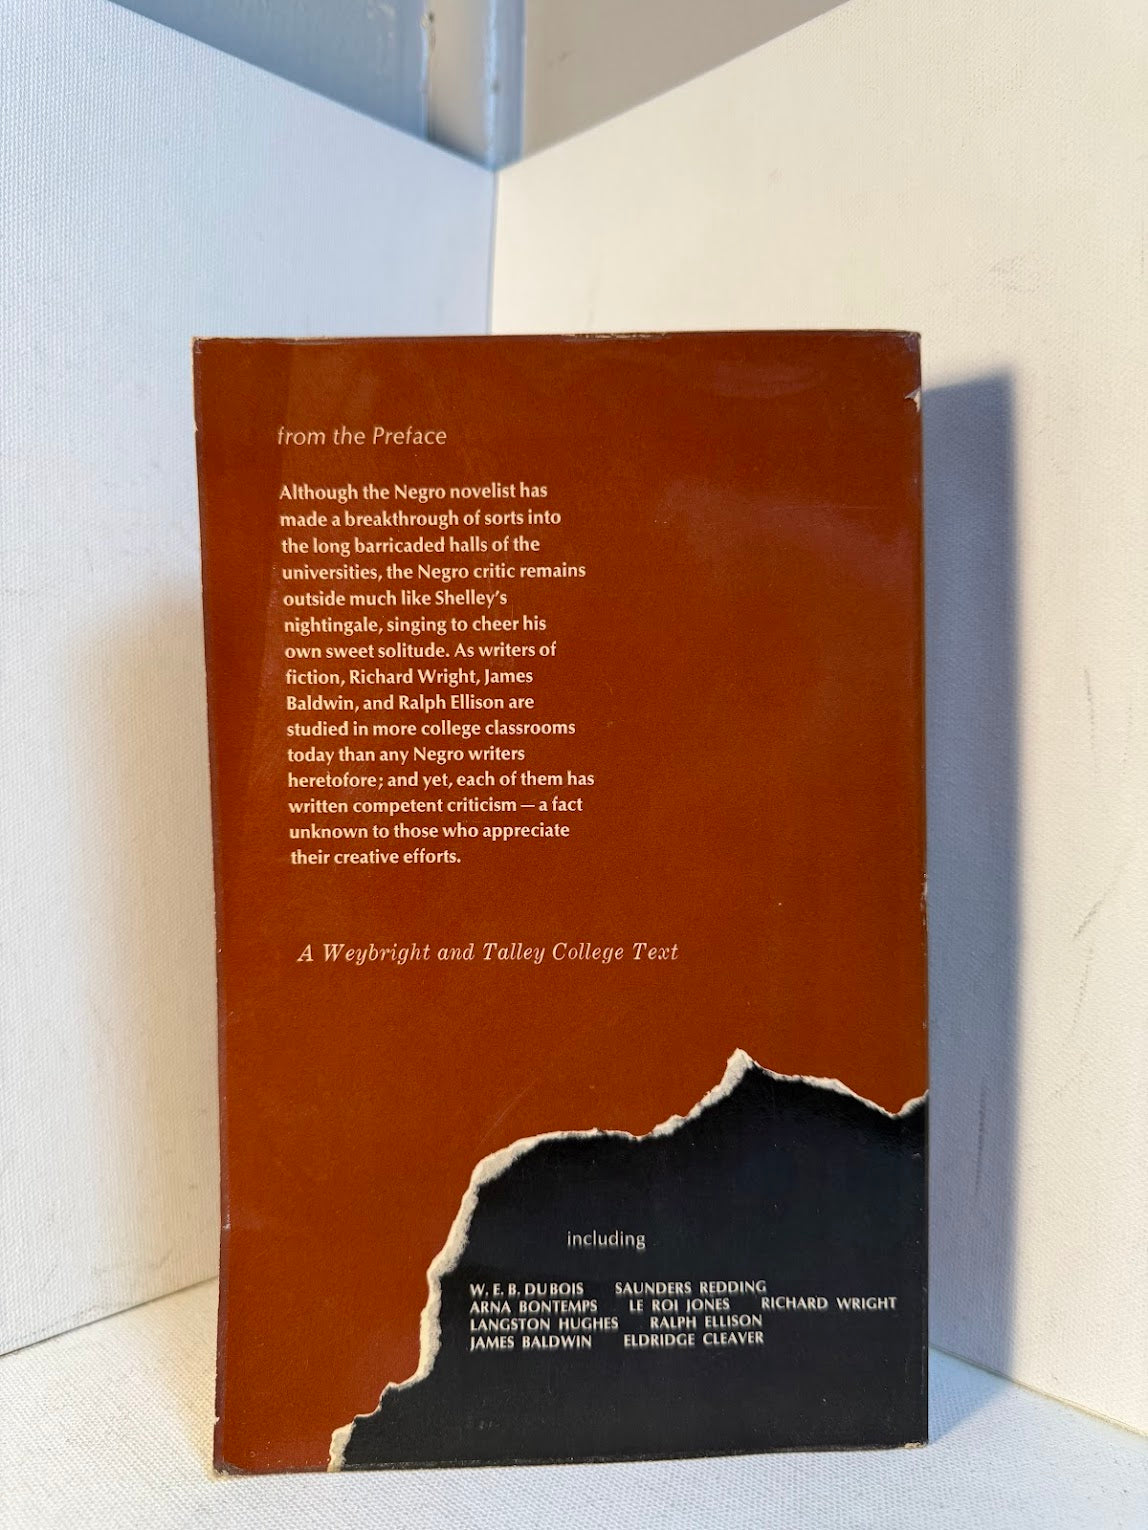 from the Preface
Although the Negro novelist has
made a breakthrough of sorts into
the long barricaded halls of the
universities, the Negro critic remains
outside much like Shelley's
nightingale, singing to cheer his
own sweet solitude. As writers of
fiction, Richard Wright, James
Baldwin, and Ralph Ellison are
studied in more college classrooms
today than any Negro writers
heretofore; and yet, each of them has
written competent criticism — a fact
unknown to those who appreciate
their creative efforts.
A Weybright and Talley College Text
including
W. E. B. DU BOIS SAUNDERS REDDING
ARNA BONTEMPS LE ROI JONES RICHARD WRIGHT
LANGSTON HUGHES RALPH ELLISON
JAMES BALDWIN ELDRIDGE CLEAVER